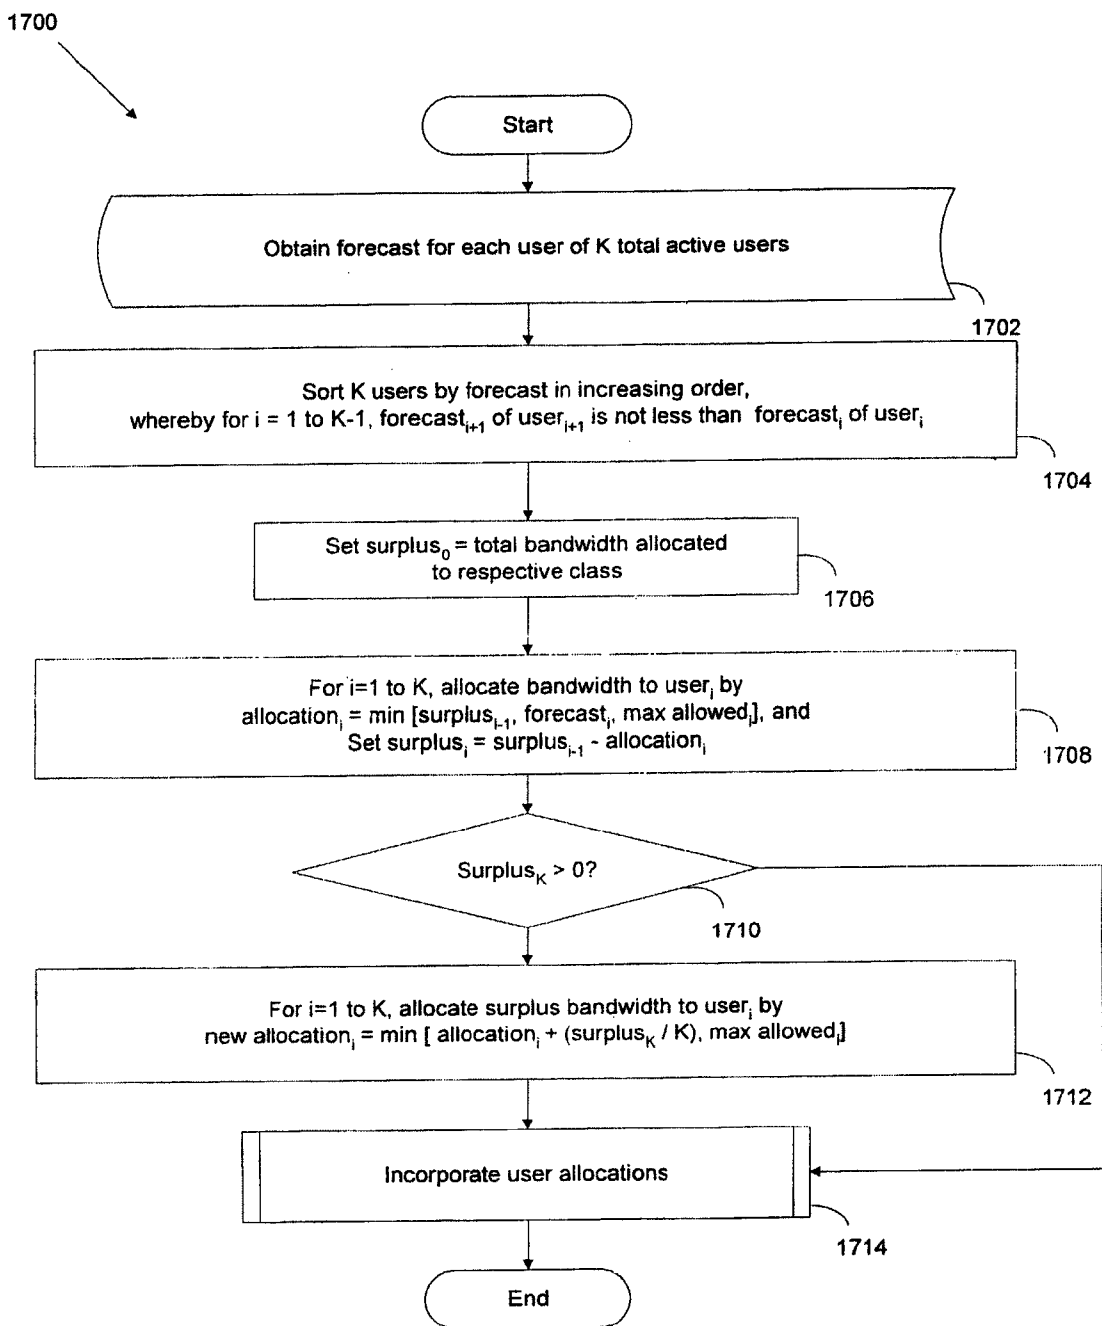 1700
Start
Obtain forecast for each user of K total active users
1702
Sort K users by forecast in increasing order,
whereby for i = 1 to K-1, forecast_{i+1} of user_{i+1} is not less than forecast_i of user_i
1704
Set surplus_0 = total bandwidth allocated
to respective class
1706
For i=1 to K, allocate bandwidth to user_i by
allocation_i = min [surplus_{i-1}, forecast_i, max allowed_i], and
Set surplus_i = surplus_{i-1} - allocation_i
1708
Surplus_K > 0?
1710
For i=1 to K, allocate surplus bandwidth to user_i by
new allocation_i = min [ allocation_i + (surplus_K / K), max allowed_i]
1712
Incorporate user allocations
1714
End